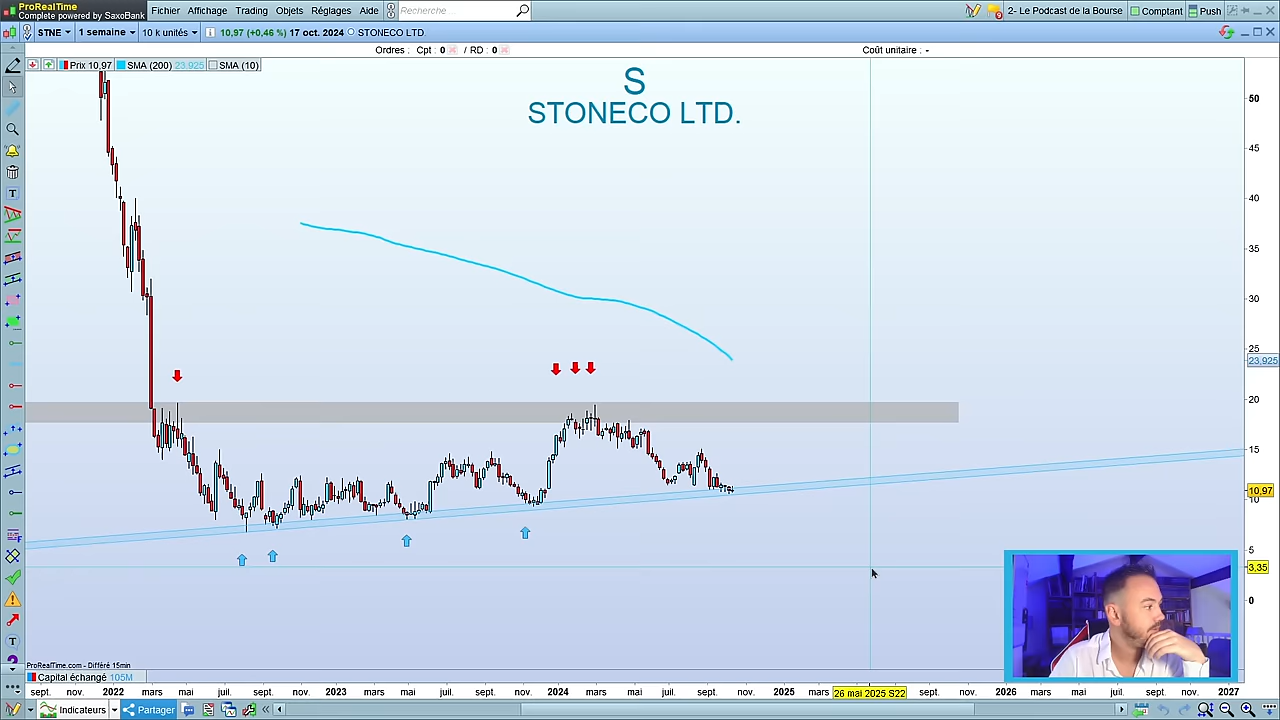 ProRealTime
Complete powered by SaxoBank
Fichier Affichage Trading Objets Réglages Aide
Recherche...
2- Le Podcast de la Bourse Comptant Push
STNE 1 semaine 10 k unités 10,97 (+0,46 %) 17 oct. 2024 STONECO LTD
Ordres : Cpt : 0 / RD : 0 Coût unitaire : -
Prix 10,97 SMA (200) 23,925 SMA (10)
S
STONECO LTD.
50
45
40
35
30
25
23,925
20
15
10,97
10
5
3,35
0
ProRealTime.com - Différé 15min
Capital échangé 105M
sept. nov. 2022 mars mai juil. sept. nov. 2023 mars mai juil. sept. nov. 2024 mars mai juil. sept. nov. 2025 mars 26 mai 2025 S22 sept. nov. 2026 mars mai juil. sept. nov. 2027
Indicateurs Partager